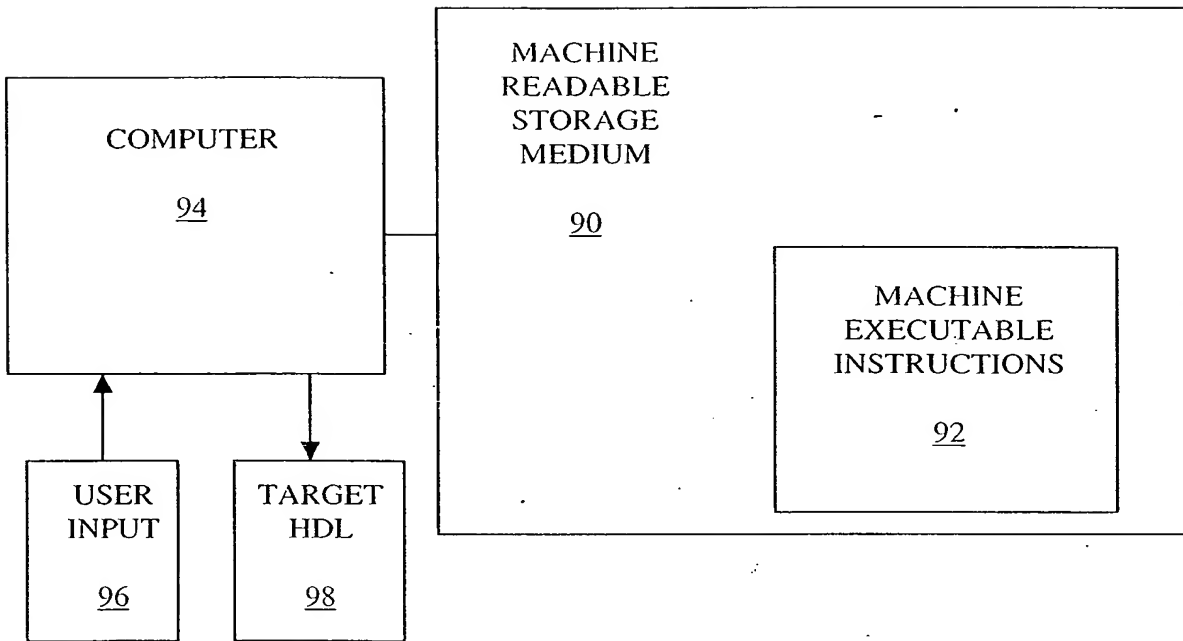 COMPUTER
94
MACHINE
READABLE
STORAGE
MEDIUM
90
MACHINE
EXECUTABLE
INSTRUCTIONS
92
USER
INPUT
96
TARGET
HDL
98